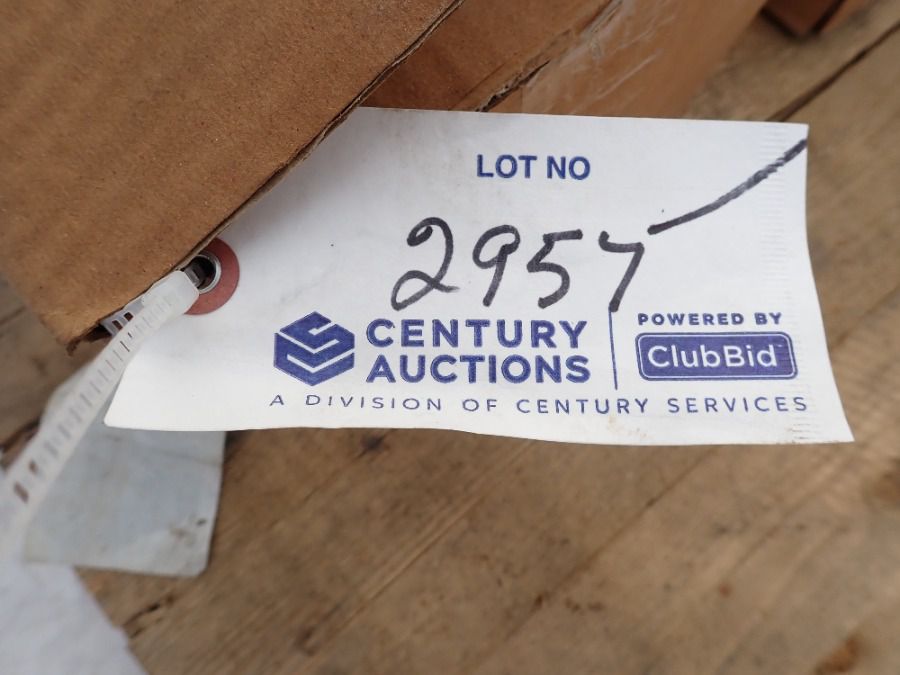 LOT NO
2957
CENTURY
AUCTIONS
A DIVISION OF CENTURY SERVICES
POWERED BY
ClubBid